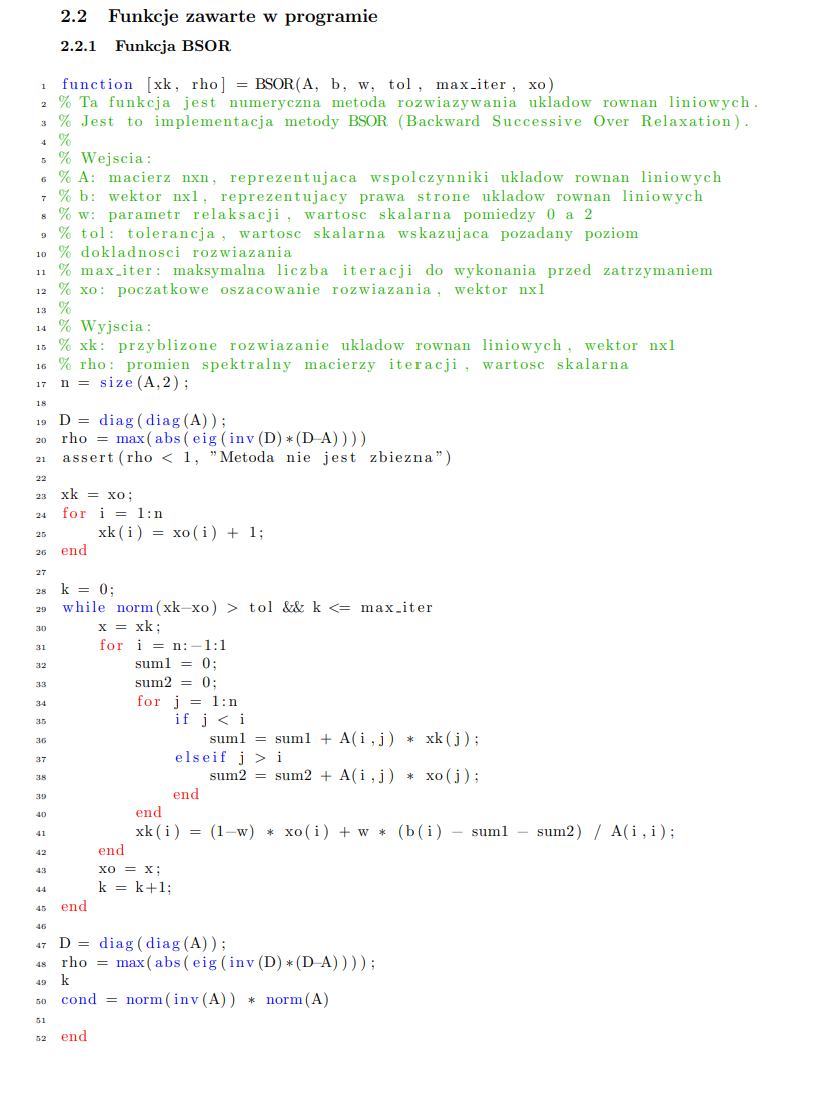 2.2 Funkcje zawarte w programie
2.2.1 Funkcja BSOR
1 function [xk, rho] = BSOR(A, b, w, tol, max_iter, xo)
2 % Ta funkcja jest numeryczna metoda rozwiazywania ukladow rownan liniowych.
3 % Jest to implementacja metody BSOR (Backward Successive Over Relaxation).
4 %
5 % Wejscia:
6 % A: macierz nxn, reprezentujaca wspolczynniki ukladow rownan liniowych
7 % b: wektor nx1, reprezentujacy prawa strone ukladow rownan liniowych
8 % w: parametr relaksacji, wartosc skalarna pomiedzy 0 a 2
9 % tol: tolerancja, wartosc skalarna wskazujaca pozadany poziom
10 % dokladnosci rozwiazania
11 % max_iter: maksymalna liczba iteracji do wykonania przed zatrzymaniem
12 % xo: poczatkowe oszacowanie rozwiazania, wektor nx1
13 %
14 % Wyjscia:
15 % xk: przyblizone rozwiazanie ukladow rownan liniowych, wektor nx1
16 % rho: promien spektralny macierzy iteracji, wartosc skalarna
17 n = size(A,2);
18
19 D = diag(diag(A));
20 rho = max(abs(eig(inv(D)*(D-A))))
21 assert(rho < 1, "Metoda nie jest zbiezna")
22
23 xk = xo;
24 for i = 1:n
25 xk(i) = xo(i) + 1;
26 end
27
28 k = 0;
29 while norm(xk-xo) > tol && k <= max_iter
30 x = xk;
31 for i = n:-1:1
32 sum1 = 0;
33 sum2 = 0;
34 for j = 1:n
35 if j < i
36 sum1 = sum1 + A(i,j) * xk(j);
37 elseif j > i
38 sum2 = sum2 + A(i,j) * xo(j);
39 end
40 end
41 xk(i) = (1-w) * xo(i) + w * (b(i) - sum1 - sum2) / A(i,i);
42 end
43 xo = x;
44 k = k+1;
45 end
46
47 D = diag(diag(A));
48 rho = max(abs(eig(inv(D)*(D-A))));
49 k
50 cond = norm(inv(A)) * norm(A)
51
52 end